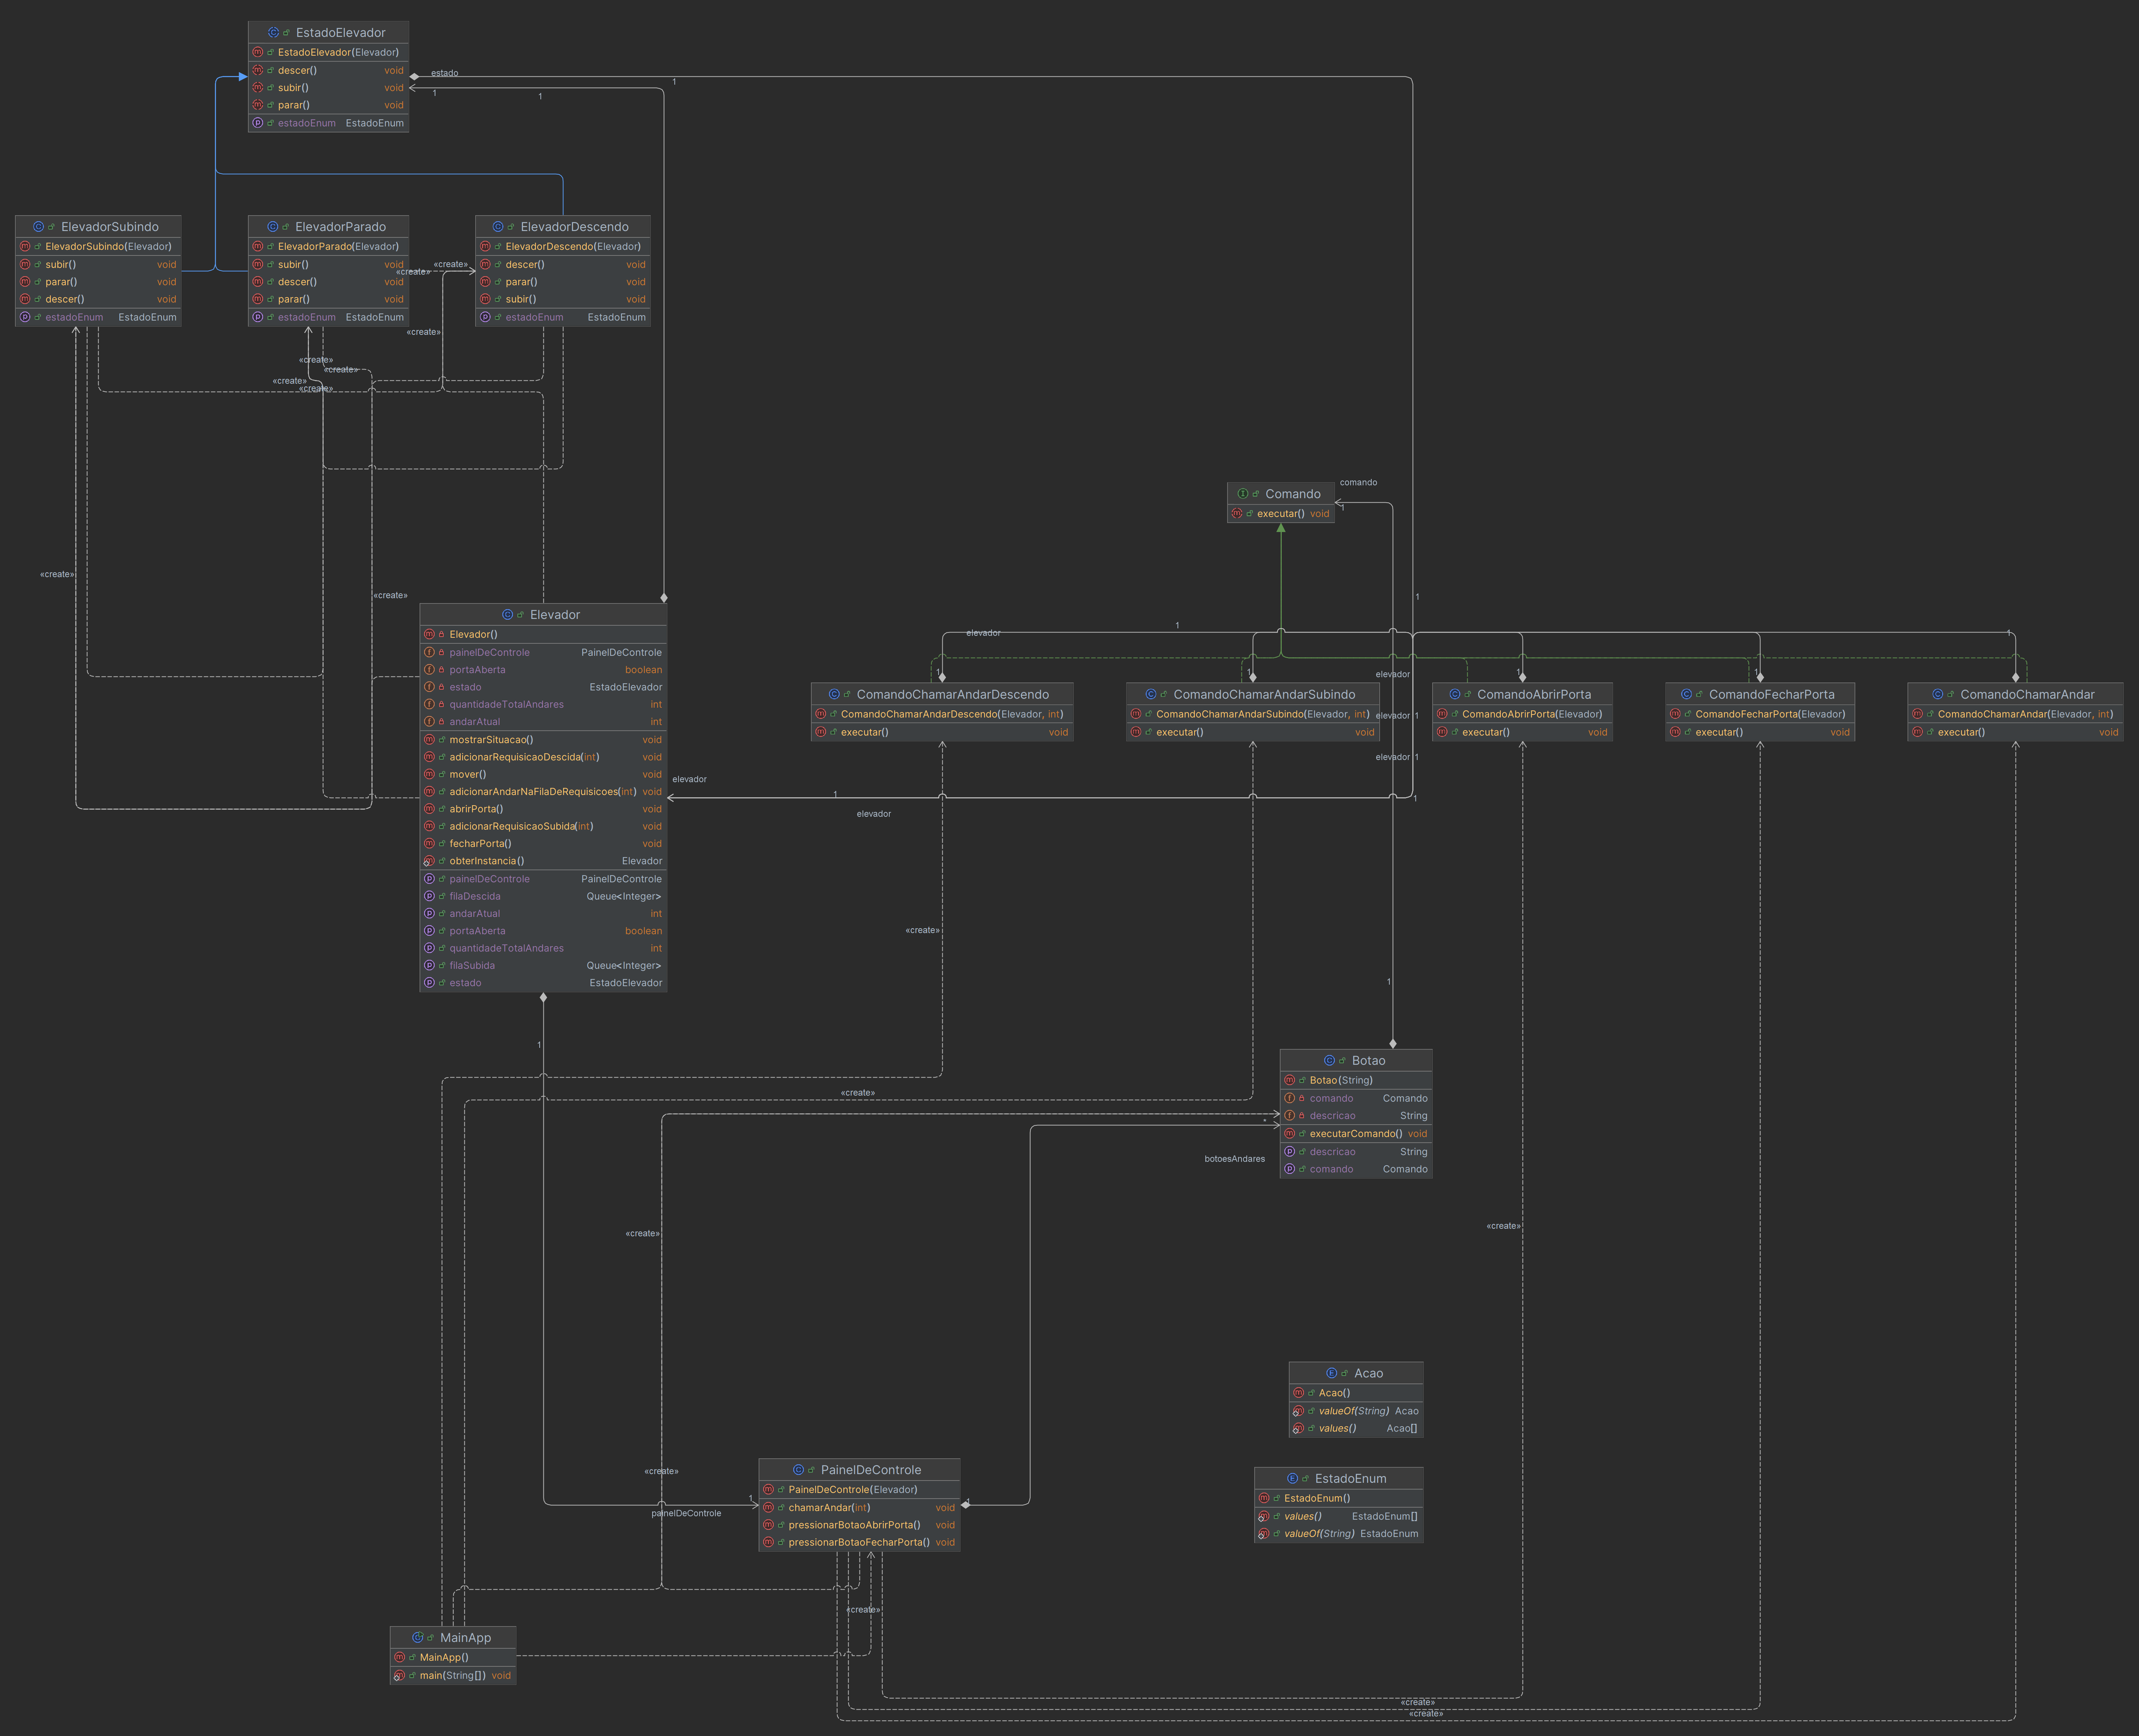 EstadoElevador
EstadoElevador(Elevador)
descer() void
subir() void
parar() void
estadoEnum EstadoEnum
estado
1
1
1
ElevadorSubindo
ElevadorSubindo(Elevador)
subir() void
parar() void
descer() void
estadoEnum EstadoEnum
ElevadorParado
ElevadorParado(Elevador)
subir() void
descer() void
parar() void
estadoEnum EstadoEnum
ElevadorDescendo
ElevadorDescendo(Elevador)
descer() void
parar() void
subir() void
estadoEnum EstadoEnum
«create»
«create»
«create»
«create»
«create»
«create»
«create»
«create»
«create»
comando
1
Comando
executar() void
1
1
elevador
1
Elevador
Elevador()
painelDeControle PainelDeControle
portaAberta boolean
estado EstadoElevador
quantidadeTotalAndares int
andarAtual int
mostrarSituacao() void
adicionarRequisicaoDescida(int) void
mover() void
adicionarAndarNaFilaDeRequisicoes(int) void
abrirPorta() void
adicionarRequisicaoSubida(int) void
fecharPorta() void
obterInstancia() Elevador
painelDeControle PainelDeControle
filaDescida Queue<Integer>
andarAtual int
portaAberta boolean
quantidadeTotalAndares int
filaSubida Queue<Integer>
estado EstadoElevador
1
1
elevador
1
1
ComandoChamarAndarDescendo
ComandoChamarAndarDescendo(Elevador, int)
executar() void
ComandoChamarAndarSubindo
ComandoChamarAndarSubindo(Elevador, int)
executar() void
ComandoAbrirPorta
ComandoAbrirPorta(Elevador)
executar() void
ComandoFecharPorta
ComandoFecharPorta(Elevador)
executar() void
ComandoChamarAndar
ComandoChamarAndar(Elevador, int)
executar() void
elevador 1
elevador 1
elevador
1
1
elevador
«create»
1
1
Botao
Botao(String)
comando Comando
descricao String
executarComando() void
descricao String
comando Comando
«create»
*
botoesAndares
«create»
«create»
Acao
Acao()
valueOf(String) Acao
values() Acao[]
«create»
PainelDeControle
PainelDeControle(Elevador)
chamarAndar(int) void
pressionarBotaoAbrirPorta() void
pressionarBotaoFecharPorta() void
1
1
painelDeControle
EstadoEnum
EstadoEnum()
values() EstadoEnum[]
valueOf(String) EstadoEnum
«create»
MainApp
MainApp()
main(String[]) void
«create»
«create»